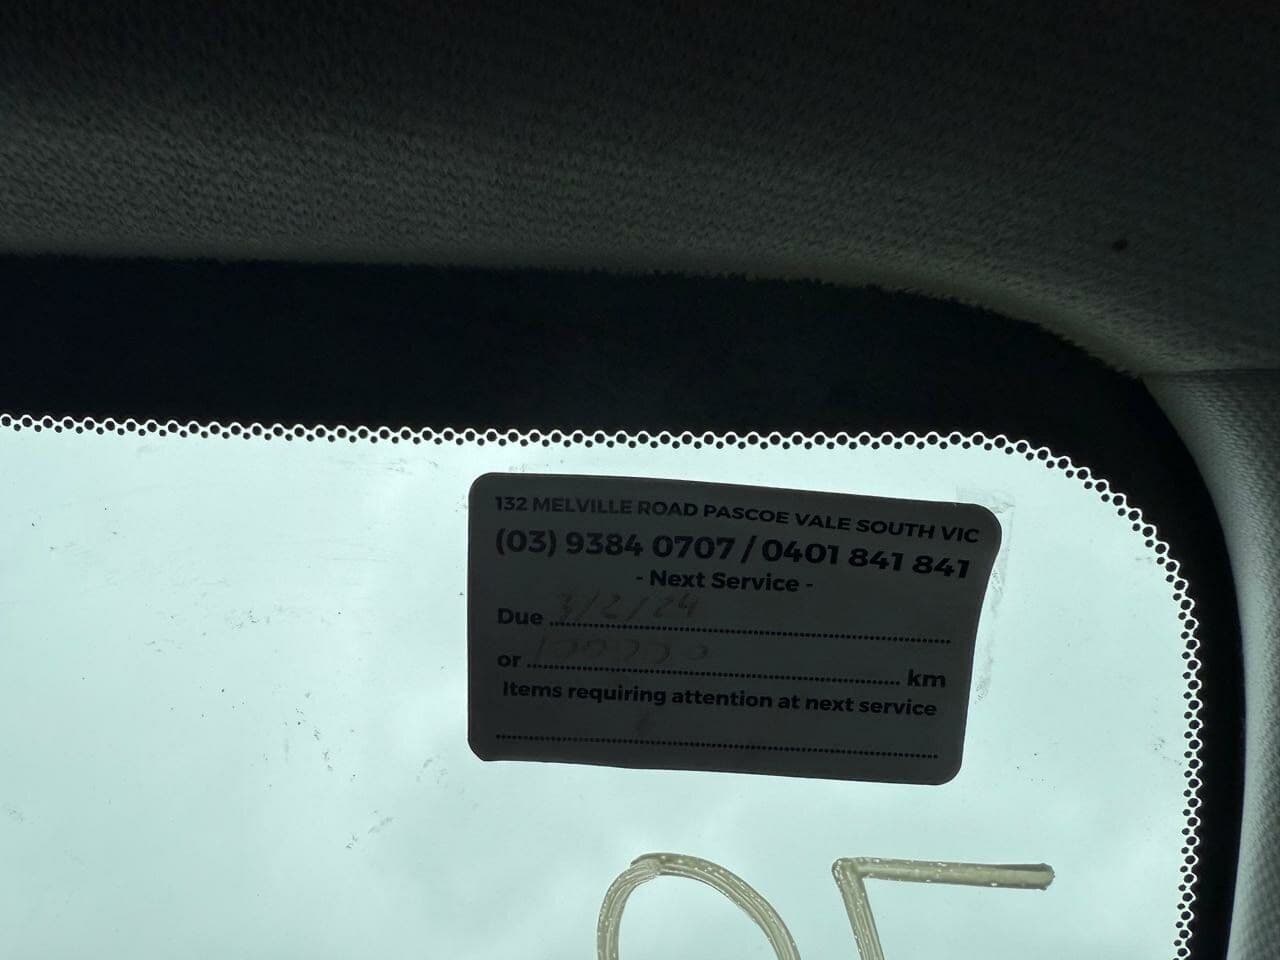 132 MELVILLE ROAD PASCOE VALE SOUTH VIC
(03) 9384 0707 / 0401 841 841
- Next Service -
Due 3/2/24
or km
Items requiring attention at next service